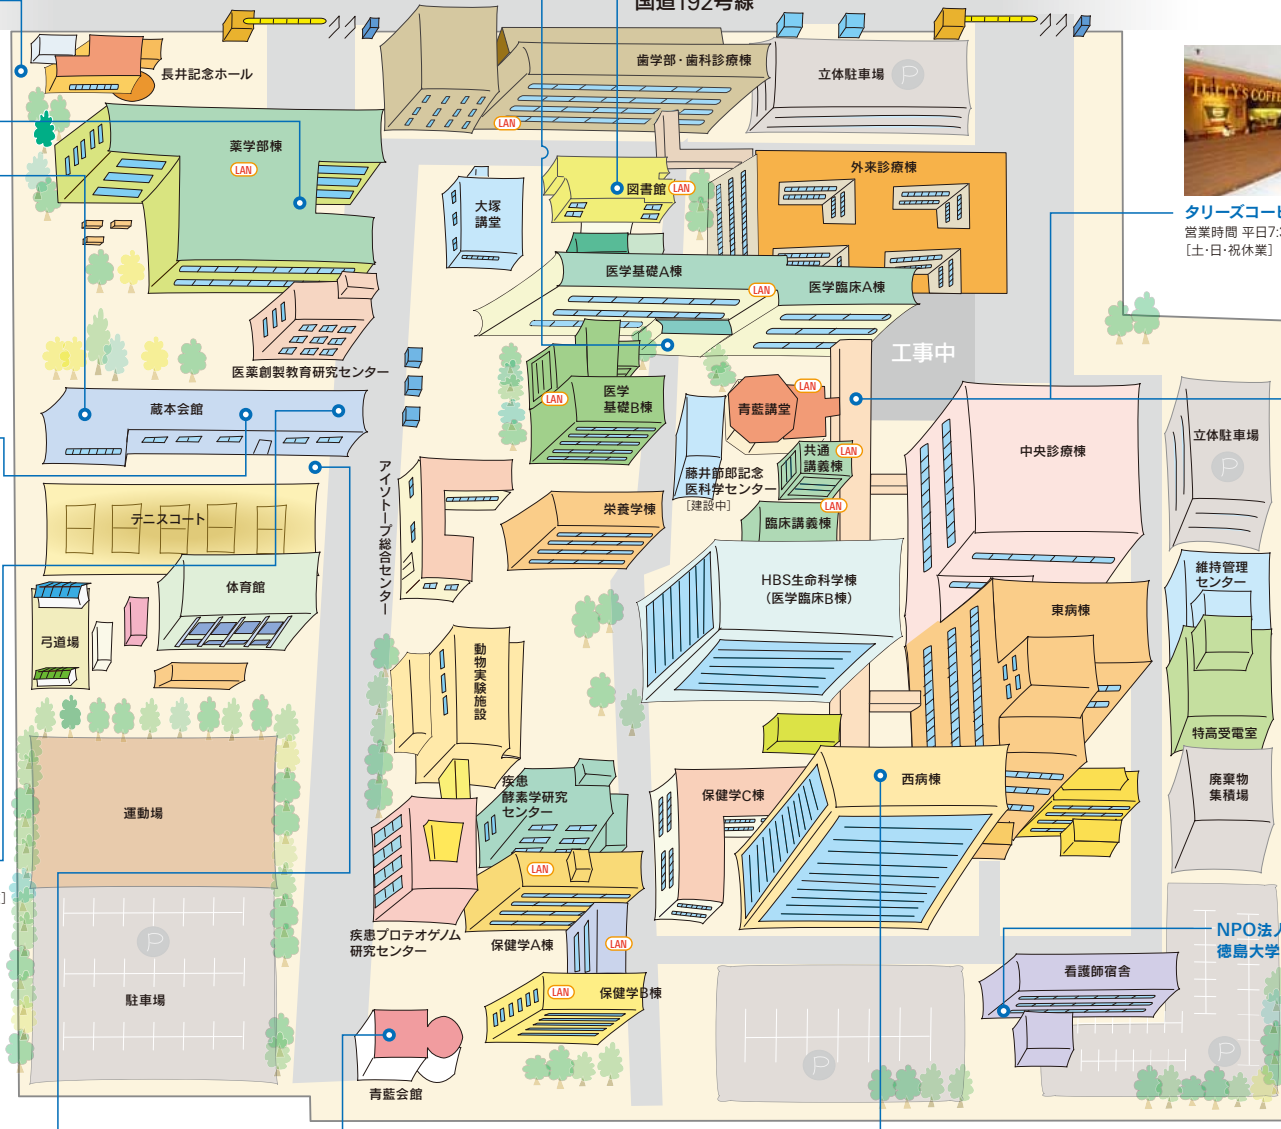 国道192号線
長井記念ホール
歯学部・歯科診療棟
LAN
立体駐車場
P
TULLY'S COFFE
薬学部棟
LAN
大塚
講堂
図書館
LAN
外来診療棟
タリーズコーヒ
営業時間 平日7:3
[土・日・祝休業]
医学基礎A棟
LAN
医学臨床A棟
工事中
医薬創製教育研究センター
蔵本会館
医学
基礎B棟
LAN
青藍講堂
LAN
共通
講義棟
LAN
藤井節郎記念
医科学センター
[建設中]
LAN
臨床講義棟
中央診療棟
立体駐車場
P
アイソトープ総合センター
栄養学棟
テニスコート
体育館
弓道場
HBS生命科学棟
(医学臨床B棟)
東病棟
維持管理
センター
特高受電室
動物実験施設
疾患
酵素学研究
センター
保健学C棟
西病棟
廃棄物
集積場
運動場
LAN
]
疾患プロテオゲノム
研究センター
保健学A棟
LAN
NPO法人
徳島大学
P
駐車場
LAN
保健学B棟
看護師宿舎
P
P
青藍会館